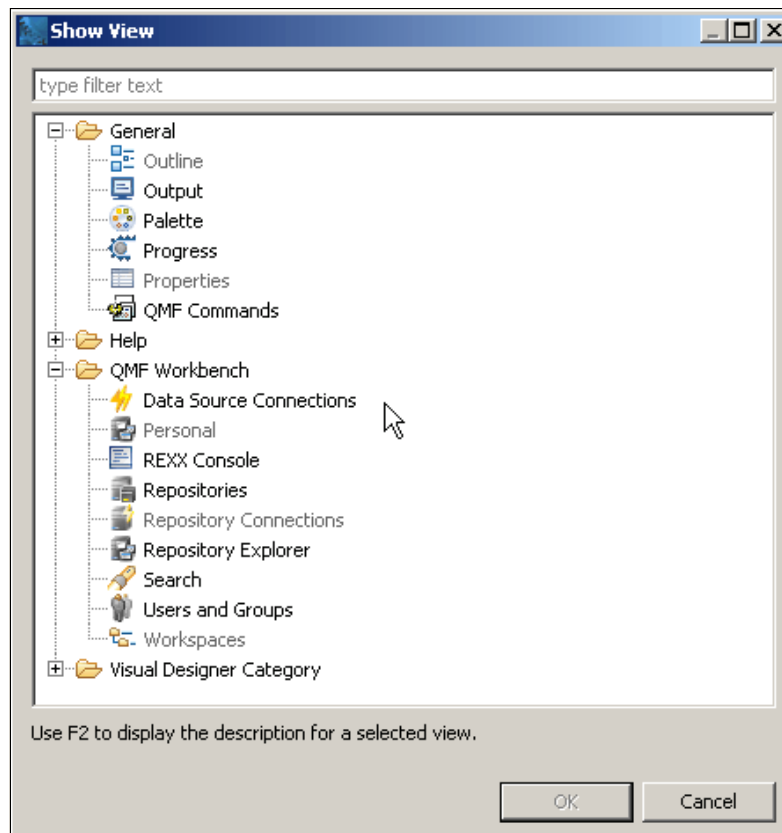 Show View
type filter text
General
Outline
Output
Palette
Progress
Properties
QMF Commands
Help
QMF Workbench
Data Source Connections
Personal
REXX Console
Repositories
Repository Connections
Repository Explorer
Search
Users and Groups
Workspaces
Visual Designer Category
Use F2 to display the description for a selected view.
OK Cancel